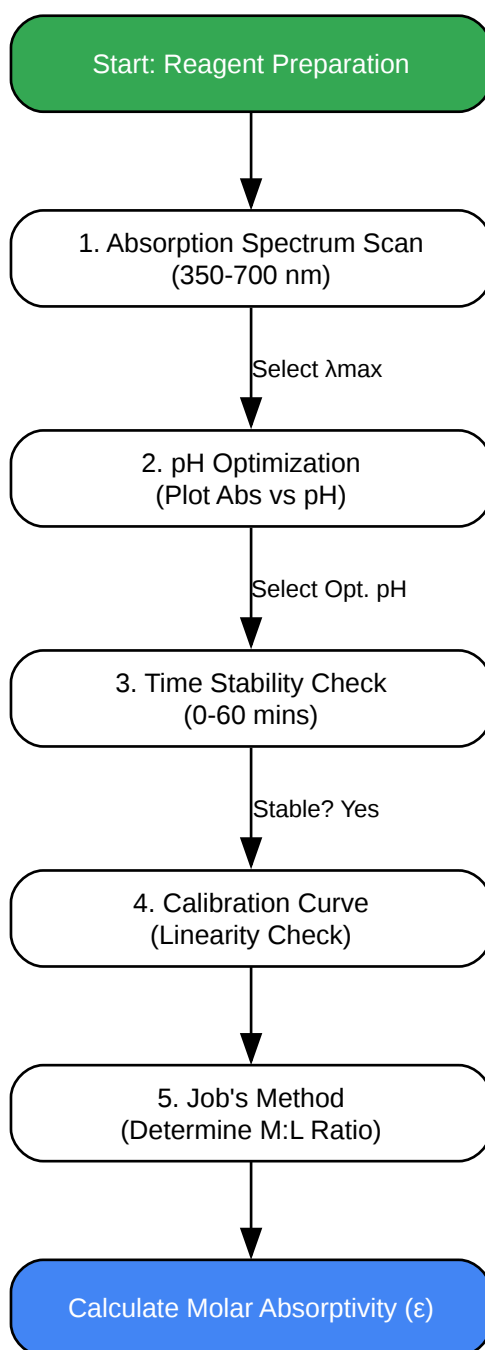 Start: Reagent Preparation
1. Absorption Spectrum Scan
(350-700 nm)
Select λmax
2. pH Optimization
(Plot Abs vs pH)
Select Opt. pH
3. Time Stability Check
(0-60 mins)
Stable? Yes
4. Calibration Curve
(Linearity Check)
5. Job's Method
(Determine M:L Ratio)
Calculate Molar Absorptivity (ε)